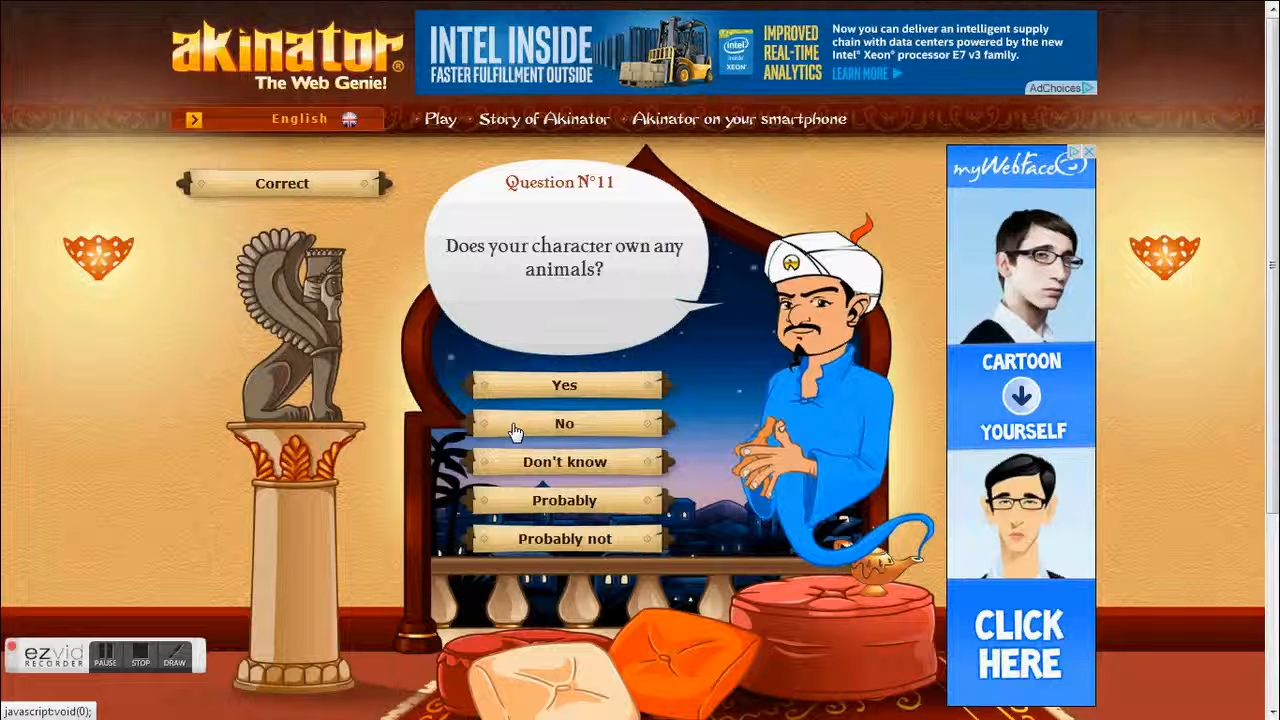 akinator®
The Web Genie!
INTEL INSIDE
FASTER FULFILLMENT OUTSIDE
intel inside™
XEON®
IMPROVED
REAL-TIME
ANALYTICS
Now you can deliver an intelligent supply
chain with data centers powered by the new
Intel® Xeon® processor E7 v3 family.
LEARN MORE
AdChoices
English
Play
Story of Akinator
Akinator on your smartphone
Correct
Question N°11
Does your character own any
animals?
Yes
No
Don't know
Probably
Probably not
myWebFace
CARTOON
YOURSELF
CLICK
HERE
ezvid
RECORDER
PAUSE
STOP
DRAW
javascript:void(0);